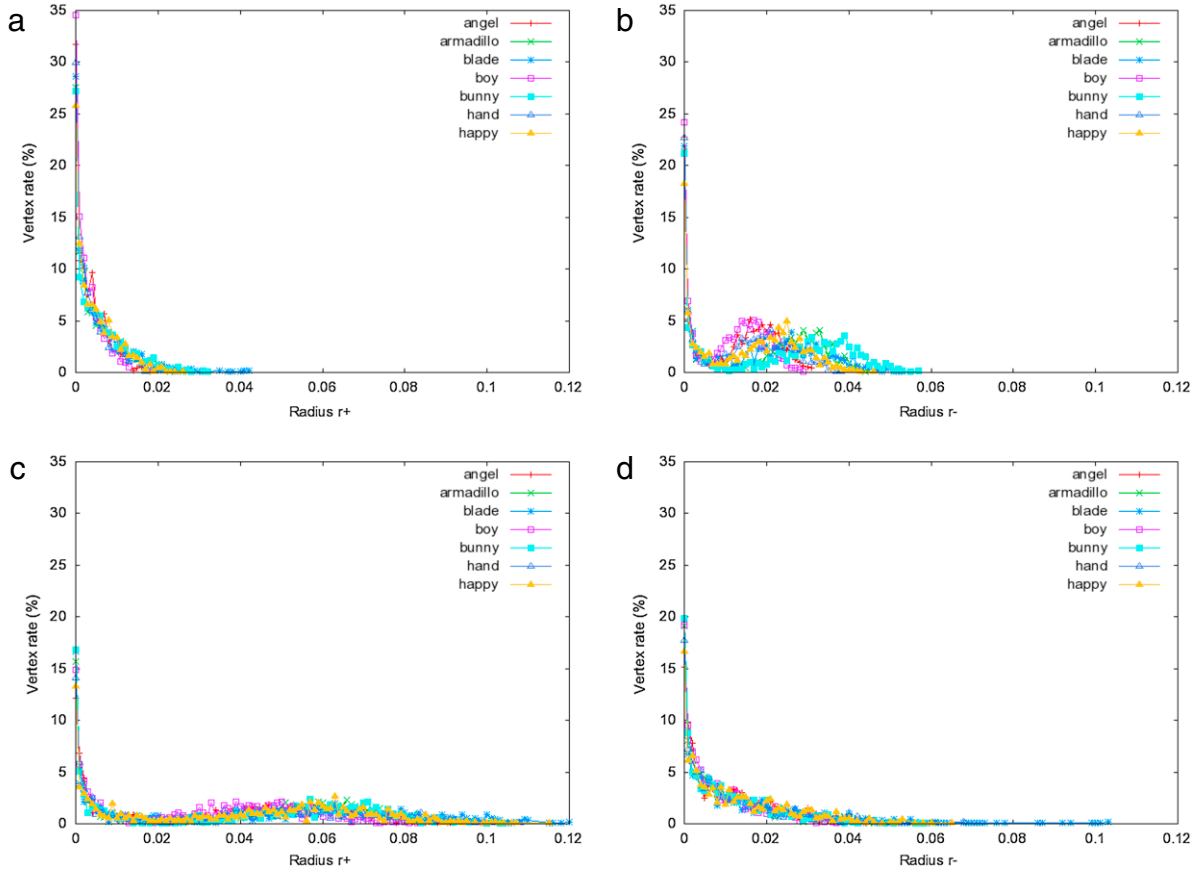 a
35
30
25
20
15
10
5
0
Vertex rate (%)
angel
armadillo
blade
boy
bunny
hand
happy
0 0.02 0.04 0.06 0.08 0.1 0.12
Radius r+
b
35
30
25
20
15
10
5
0
Vertex rate (%)
angel
armadillo
blade
boy
bunny
hand
happy
0 0.02 0.04 0.06 0.08 0.1 0.12
Radius r-
c
35
30
25
20
15
10
5
0
Vertex rate (%)
angel
armadillo
blade
boy
bunny
hand
happy
0 0.02 0.04 0.06 0.08 0.1 0.12
Radius r+
d
35
30
25
20
15
10
5
0
Vertex rate (%)
angel
armadillo
blade
boy
bunny
hand
happy
0 0.02 0.04 0.06 0.08 0.1 0.12
Radius r-